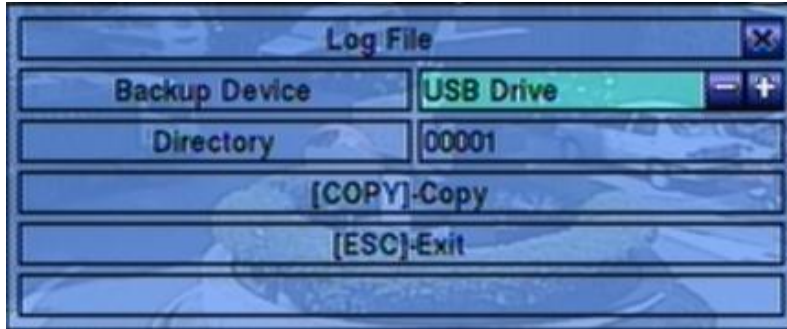 Log File
Backup Device USB Drive
Directory 00001
[COPY]-Copy
[ESC]-Exit